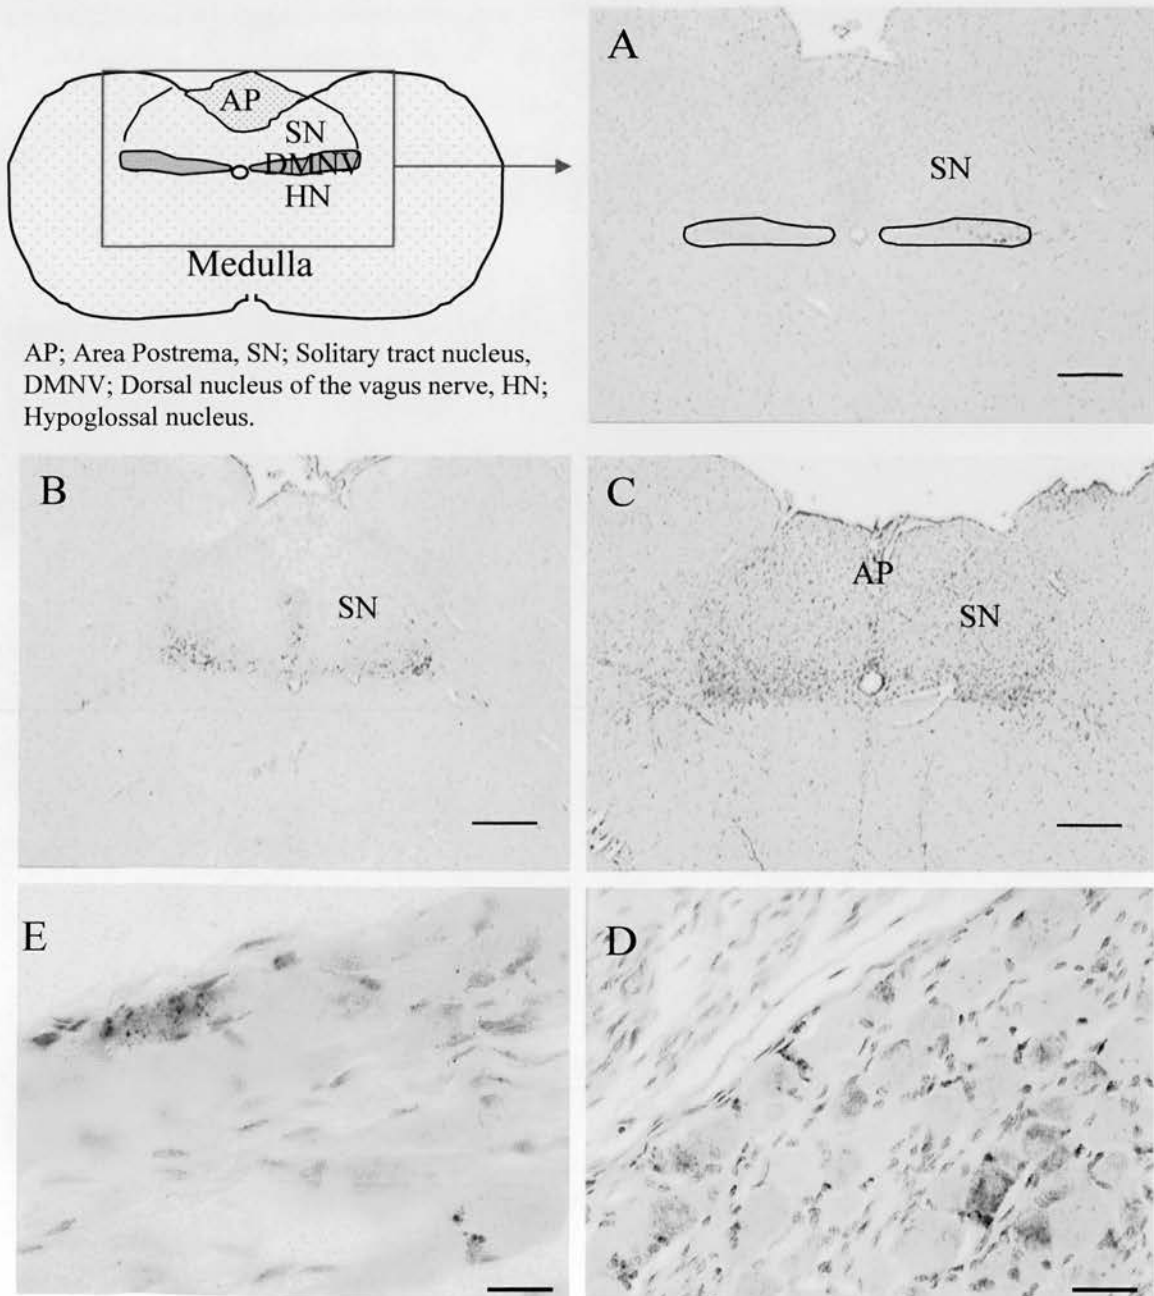 AP
SN
DMNV
HN
Medulla
AP; Area Postrema, SN; Solitary tract nucleus,
DMNV; Dorsal nucleus of the vagus nerve, HN;
Hypoglossal nucleus.
A
SN
B
SN
C
AP
SN
E
D